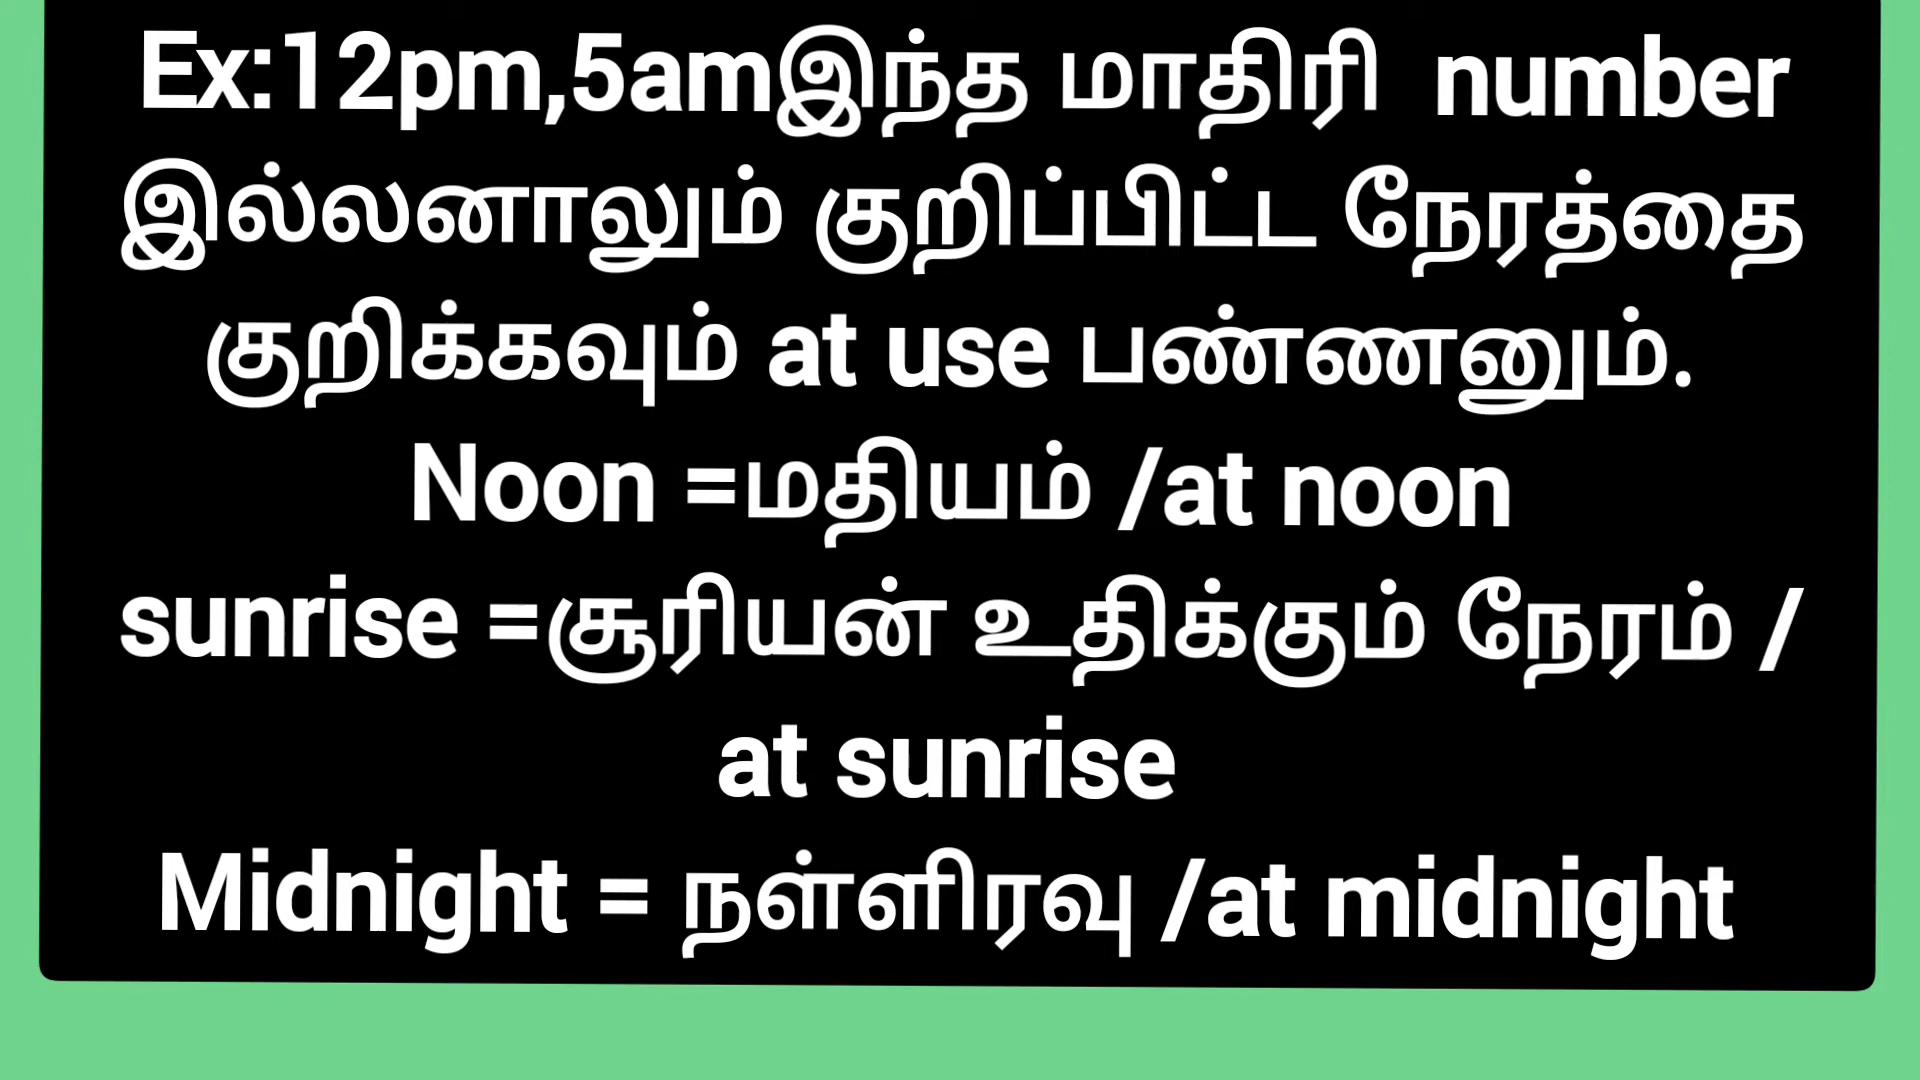 Ex:12pm,5amஇந்த மாதிரி number
இல்லனாலும் குறிப்பிட்ட நேரத்தை
குறிக்கவும் at use பண்ணனும்.
Noon =மதியம் /at noon
sunrise =சூரியன் உதிக்கும் நேரம் /
at sunrise
Midnight = நள்ளிரவு /at midnight